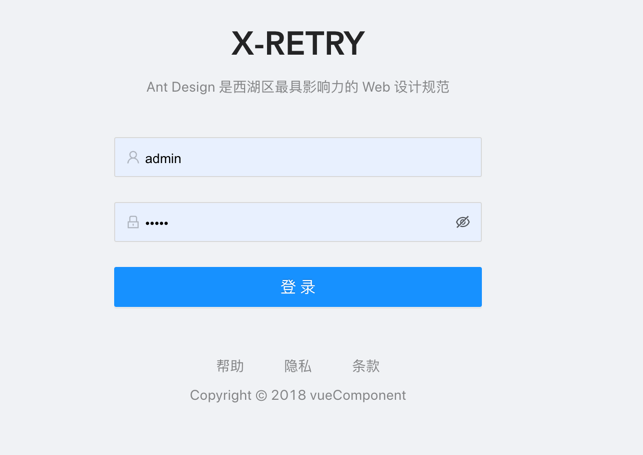 X-RETRY
Ant Design 是西湖区最具影响力的 Web 设计规范
admin
•••••
登 录
帮助 隐私 条款
Copyright © 2018 vueComponent